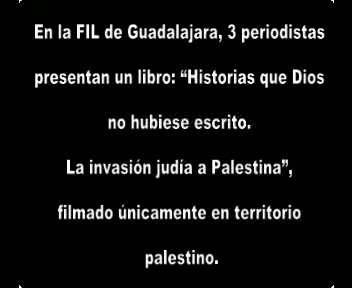 En la FIL de Guadalajara, 3 periodistas
presentan un libro: “Historias que Dios
no hubiese escrito.
La invasión judía a Palestina”,
filmado únicamente en territorio
palestino.